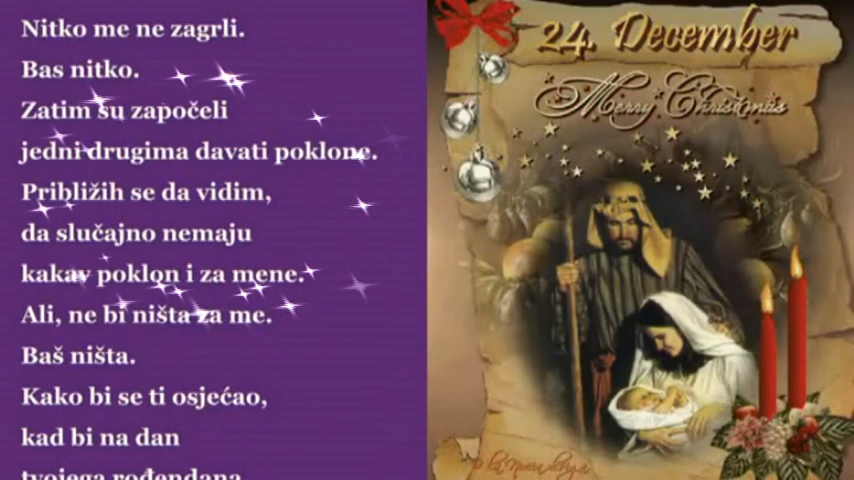 Nitko me ne zagrli.
Bas nitko.
Zatim su započeli
jedni drugima davati poklone.
Približih se da vidim,
da slučajno nemaju
kakav poklon i za mene.
Ali, ne bi ništa za me.
Baš ništa.
Kako bi se ti osjećao,
kad bi na dan
tvojega rođendana
24. December
Merry Christmas